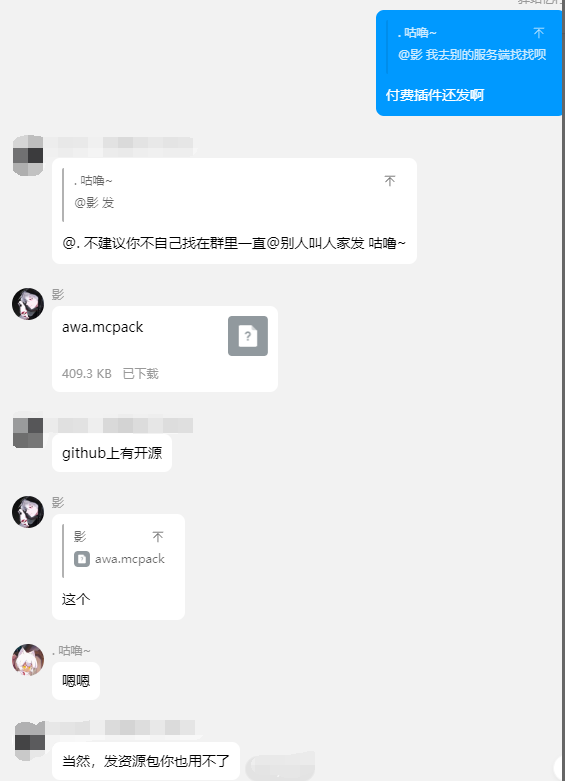 . 咕噜~
@影 我去别的服务端找找呗
付费插件还发啊
. 咕噜~
@影 发
@. 不建议你不自己找在群里一直@别人叫人家发 咕噜~
影
awa.mcpack
409.3 KB 已下载
github上有开源
影
影
awa.mcpack
这个
. 咕噜~
嗯嗯
当然，发资源包你也用不了